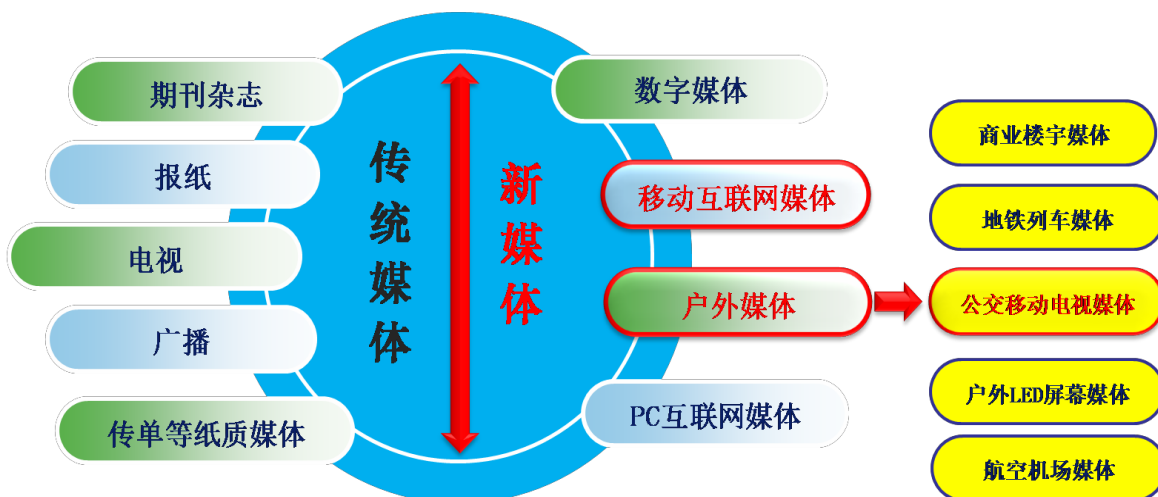 期刊杂志
报纸
电视
广播
传单等纸质媒体
传统媒体
新媒体
数字媒体
移动互联网媒体
户外媒体
PC互联网媒体
商业楼宇媒体
地铁列车媒体
公交移动电视媒体
户外LED屏幕媒体
航空机场媒体